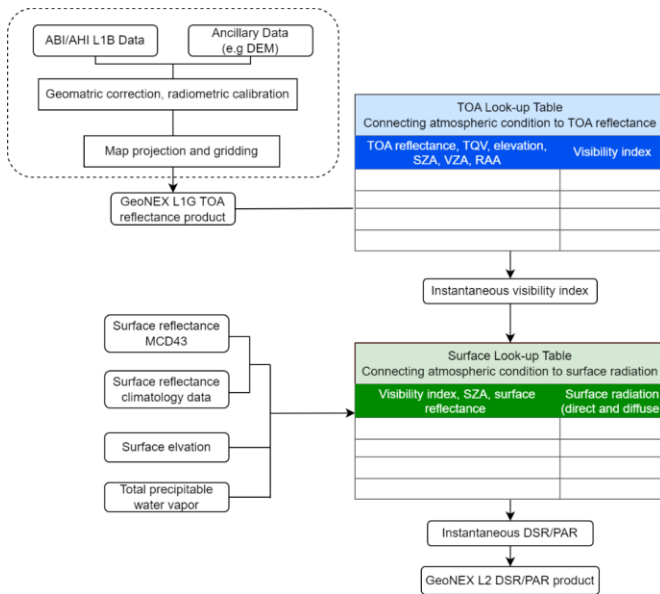 ABI/AHI L1B Data
Ancillary Data
(e.g DEM)
Geomatric correction, radiometric calibration
Map projection and gridding
GeoNEX L1G TOA
reflectance product
TOA Look-up Table
Connecting atmospheric condition to TOA reflectance
TOA reflectance, TQV, elevation,
SZA, VZA, RAA
Visibility index
Instantaneous visibility index
Surface reflectance
MCD43
Surface reflectance
climatology data
Surface elvation
Total precipitable
water vapor
Surface Look-up Table
Connecting atmospheric condition to surface radiation
Visibility index, SZA, surface
reflectance
Surface radiation
(direct and diffuse
Instantaneous DSR/PAR
GeoNEX L2 DSR/PAR product